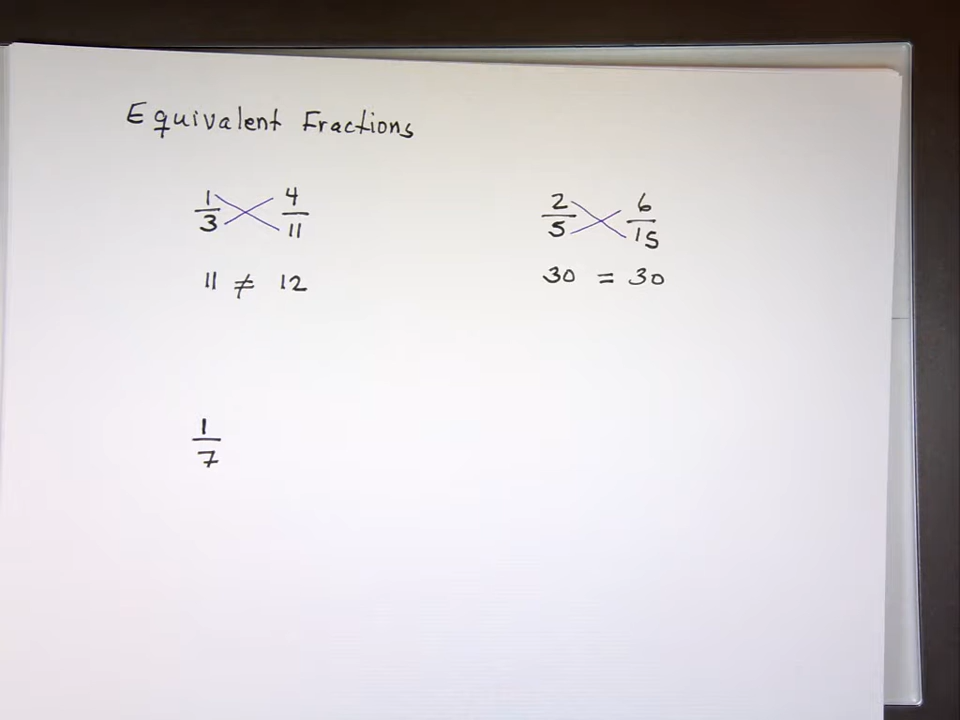 Equivalent Fractions
1/3 4/11
11 ≠ 12
2/5 6/15
30 = 30
1/7